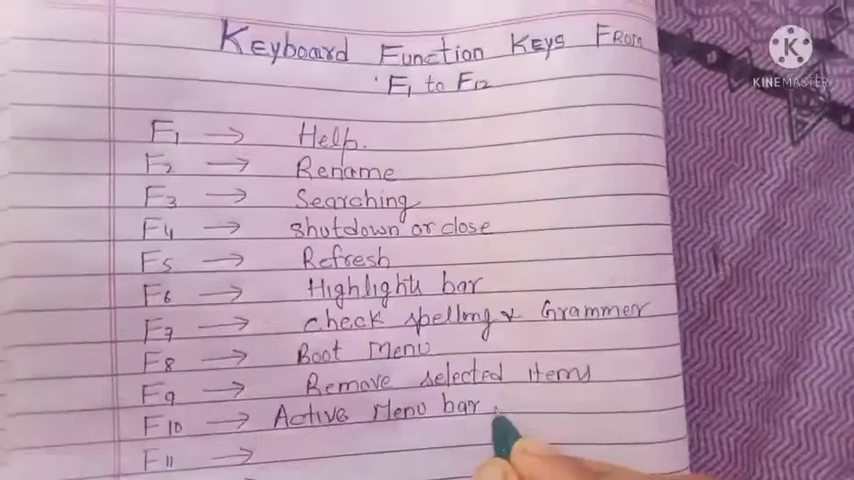 Keyboard Function Keys From
F1 to F12
F1 → Help.
F2 → Rename
F3 → Searching
F4 → Shutdown or close
F5 → Refresh
F6 → Highlights bar
F7 → check spelling & Grammer
F8 → Boot Menu
F9 → Remove selected items
F10 → Active Menu bar.
F11 →
K
KINEMASTER